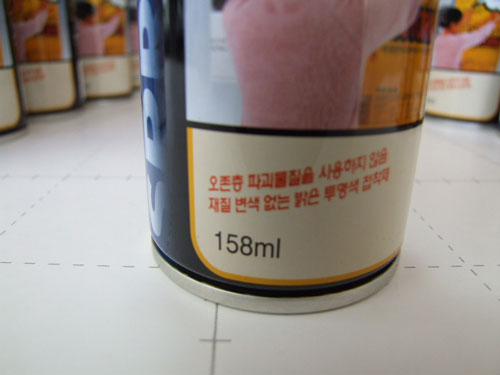 오존층 파괴물질을 사용하지 않음
재질 변색 없는 밝은 투명색 접착제
158ml